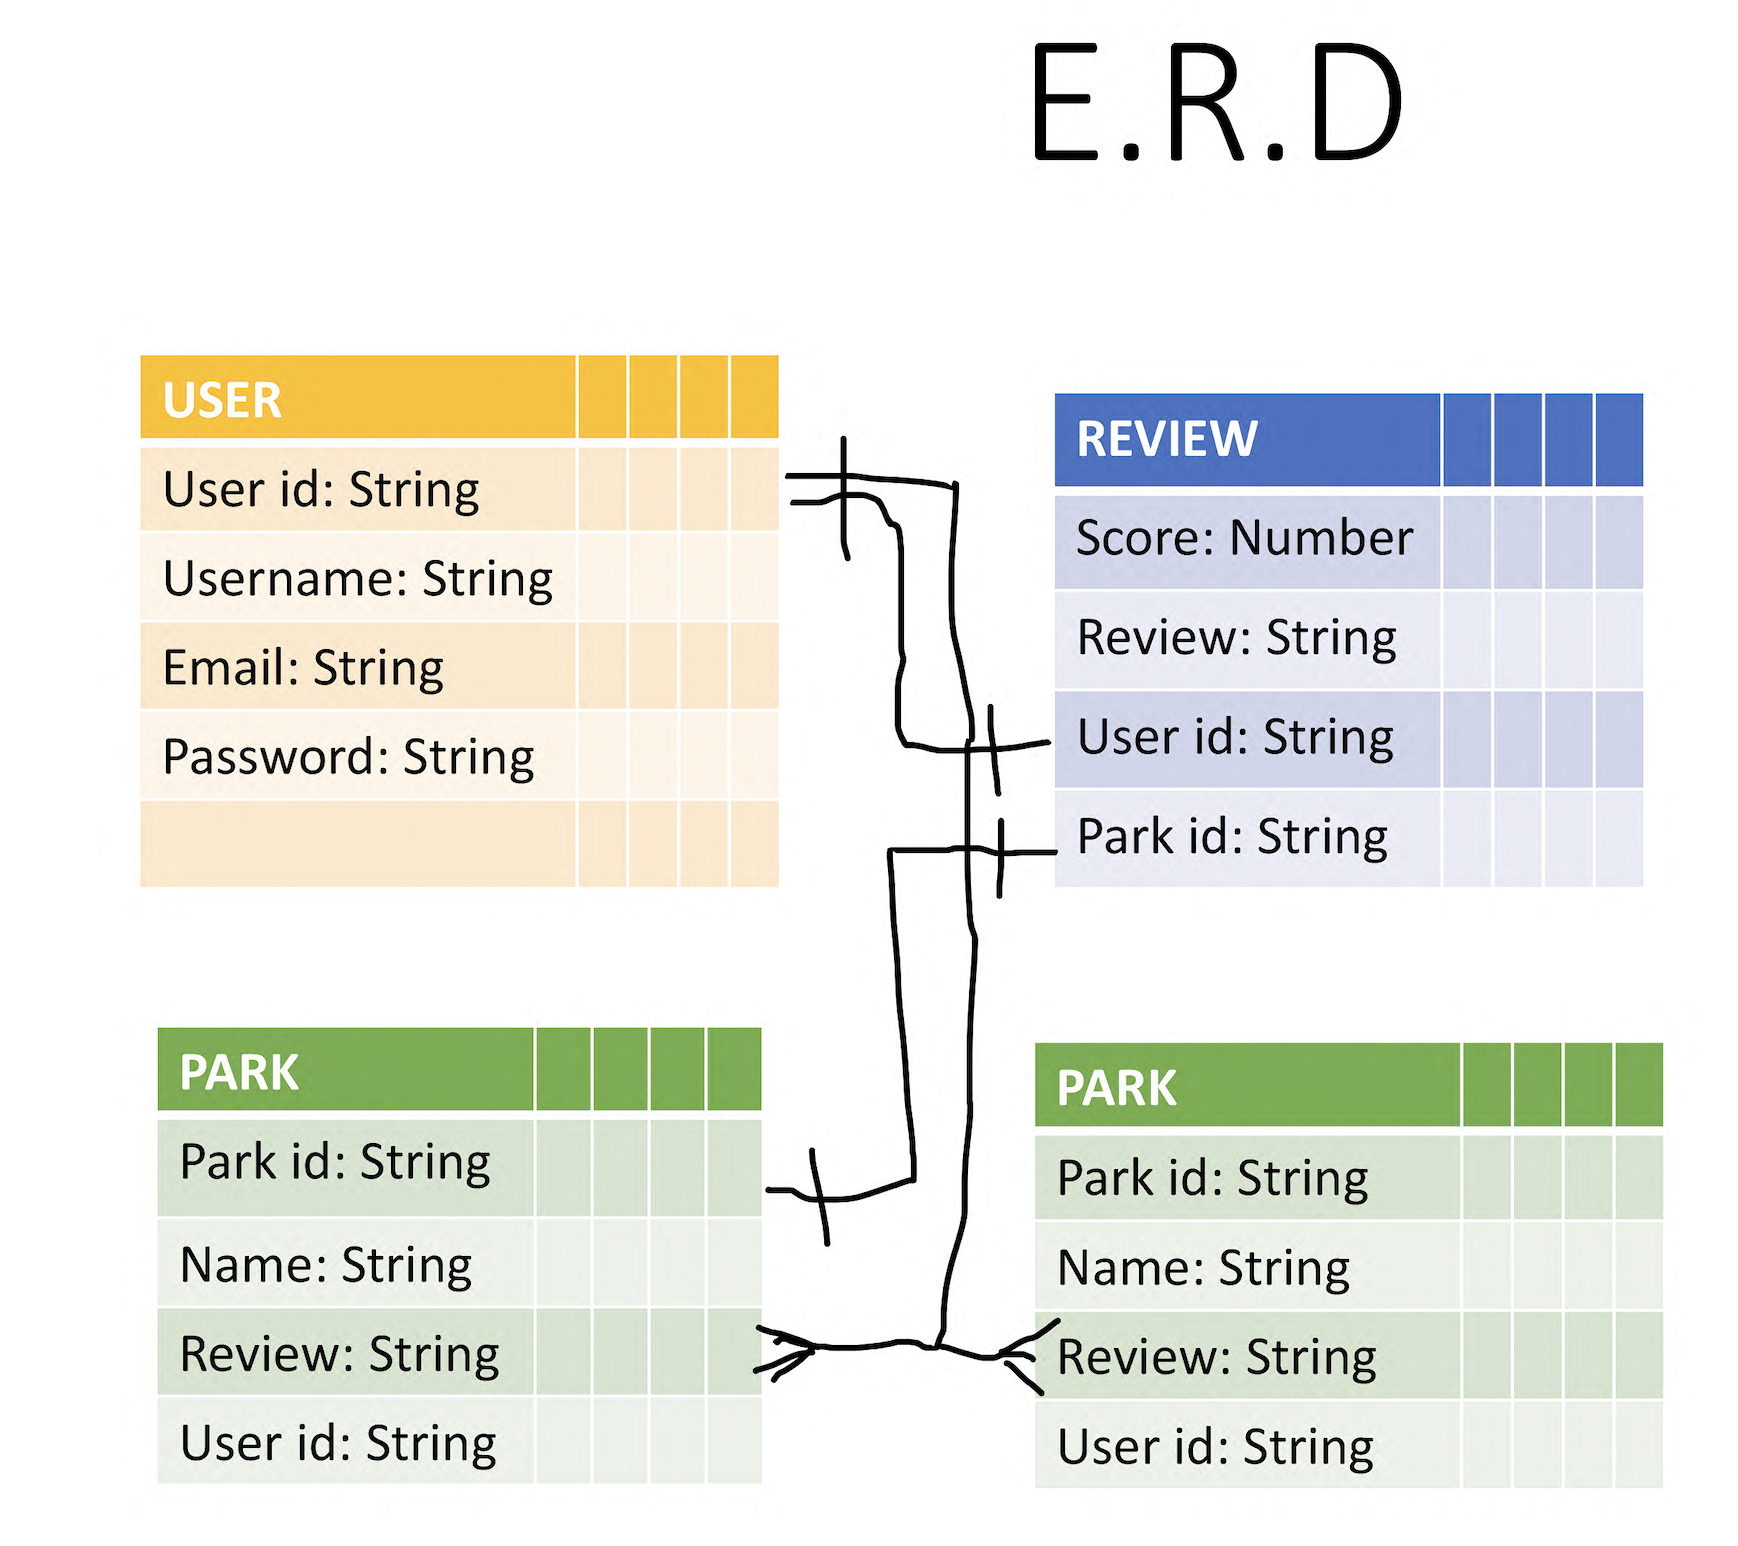 E.R.D
USER
User id: String
Username: String
Email: String
Password: String
REVIEW
Score: Number
Review: String
User id: String
Park id: String
PARK
Park id: String
Name: String
Review: String
User id: String
PARK
Park id: String
Name: String
Review: String
User id: String